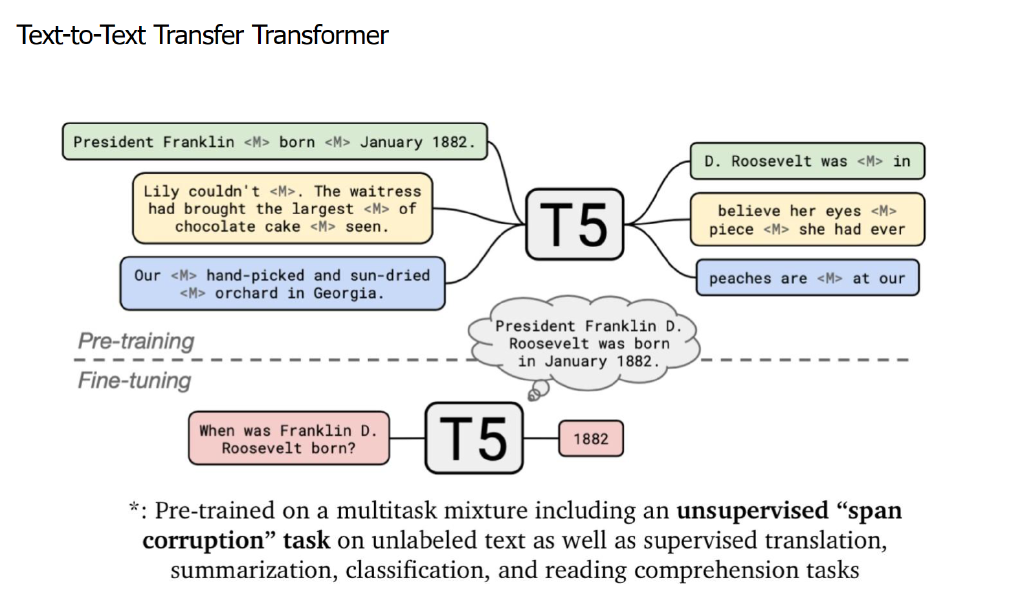 Text-to-Text Transfer Transformer
President Franklin <M> born <M> January 1882.
Lily couldn't <M>. The waitress
had brought the largest <M> of
chocolate cake <M> seen.
Our <M> hand-picked and sun-dried
<M> orchard in Georgia.
T5
D. Roosevelt was <M> in
believe her eyes <M>
piece <M> she had ever
peaches are <M> at our
President Franklin D.
Roosevelt was born
in January 1882.
Pre-training
Fine-tuning
When was Franklin D.
Roosevelt born?
T5
1882
*: Pre-trained on a multitask mixture including an unsupervised “span
corruption” task on unlabeled text as well as supervised translation,
summarization, classification, and reading comprehension tasks